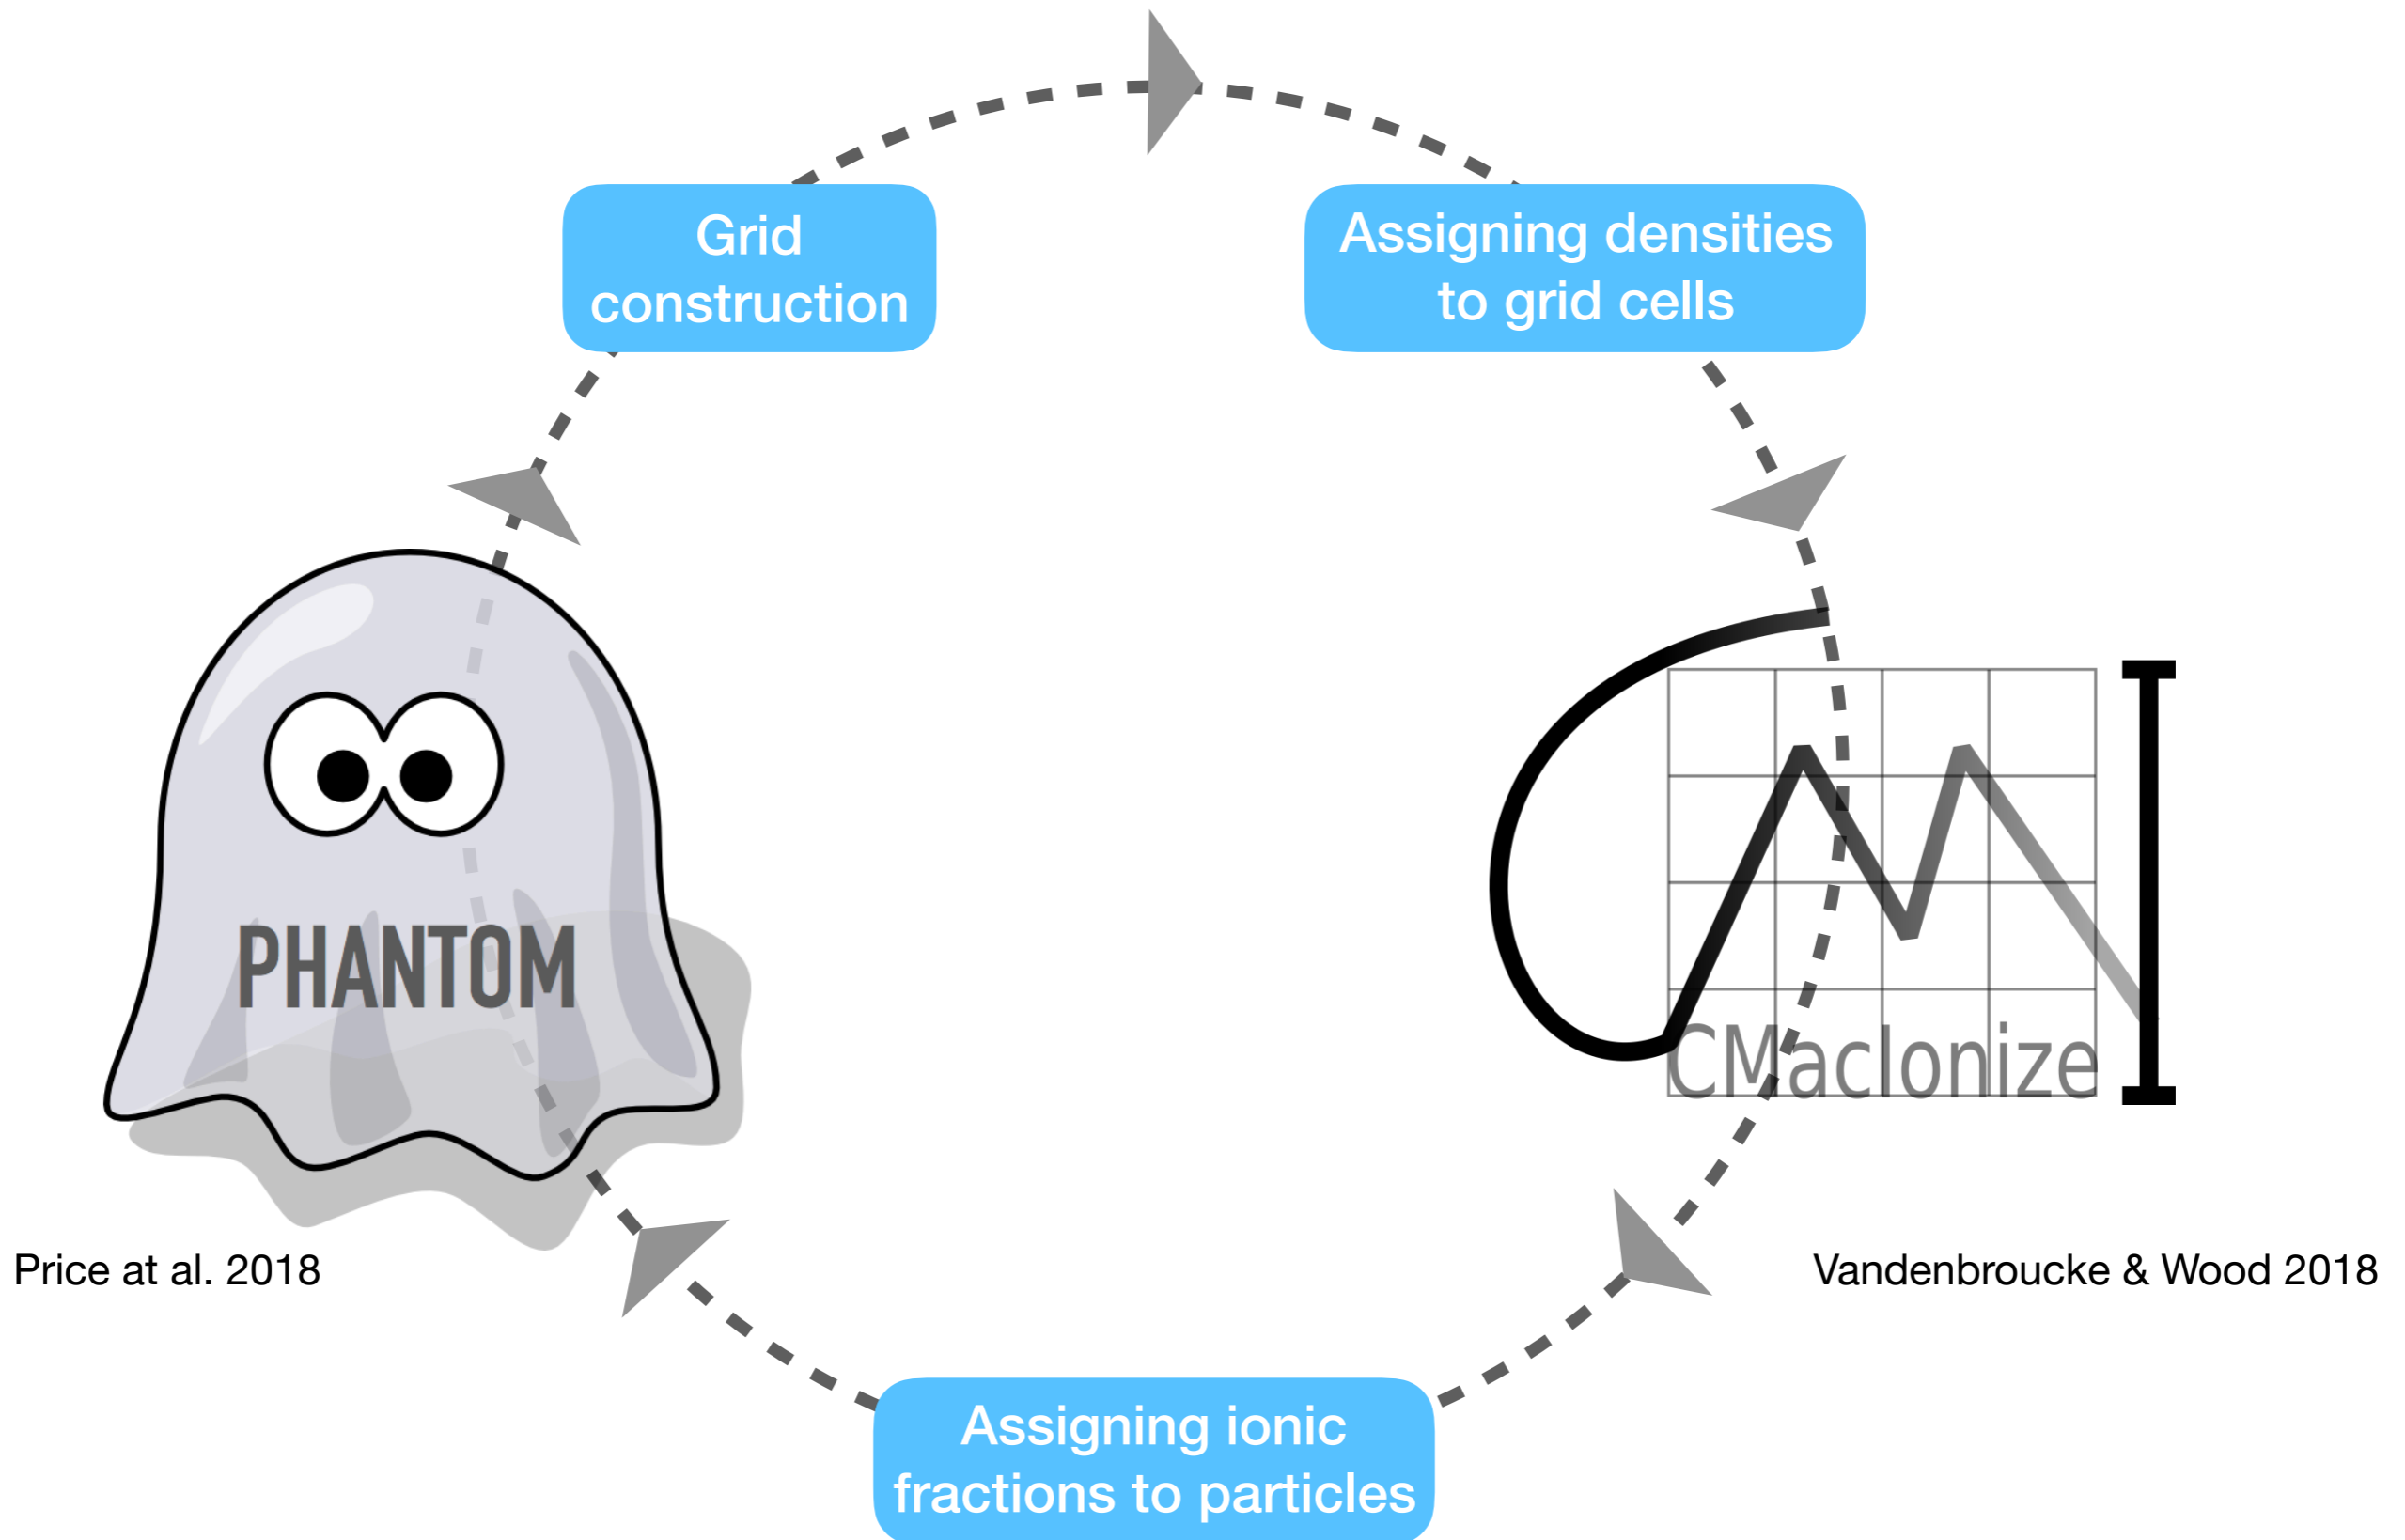 Grid
construction
Assigning densities
to grid cells
PHANTOM
CMacIonize
Price at al. 2018
Vandenbroucke & Wood 2018
Assigning ionic
fractions to particles